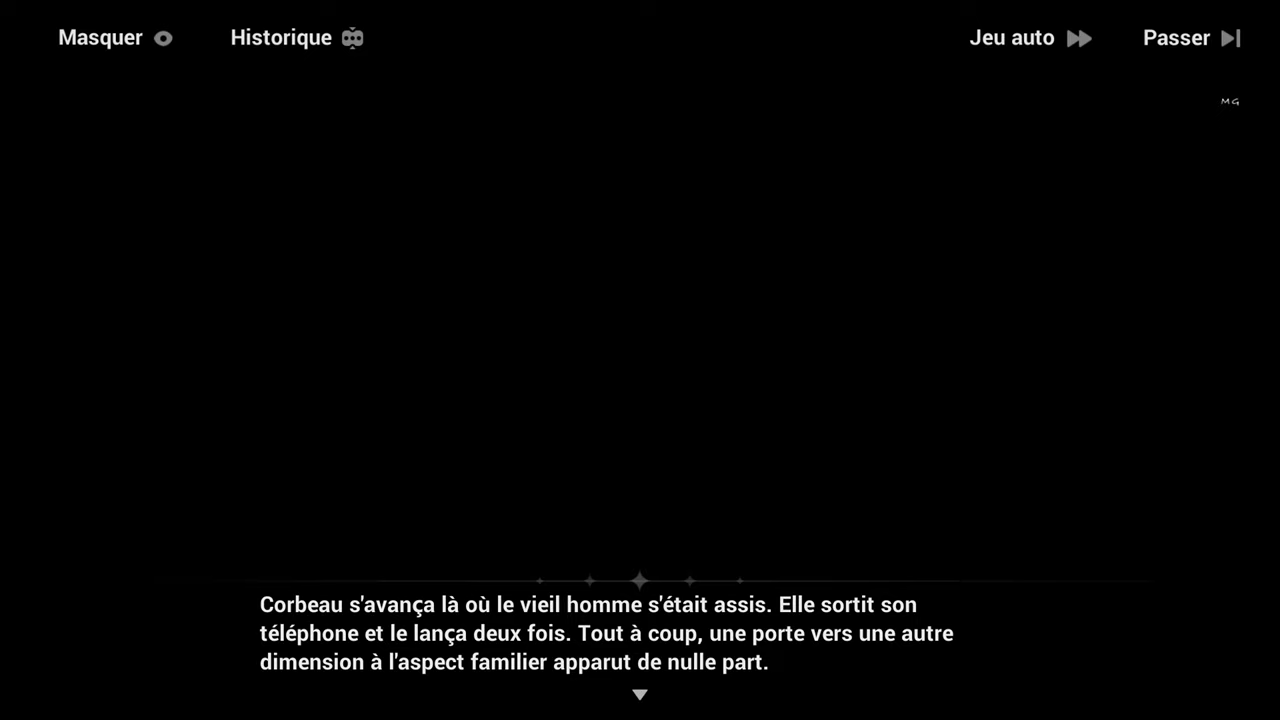 Masquer
Historique
Jeu auto
Passer
MG
Corbeau s'avança là où le vieil homme s'était assis. Elle sortit son
téléphone et le lança deux fois. Tout à coup, une porte vers une autre
dimension à l'aspect familier apparut de nulle part.